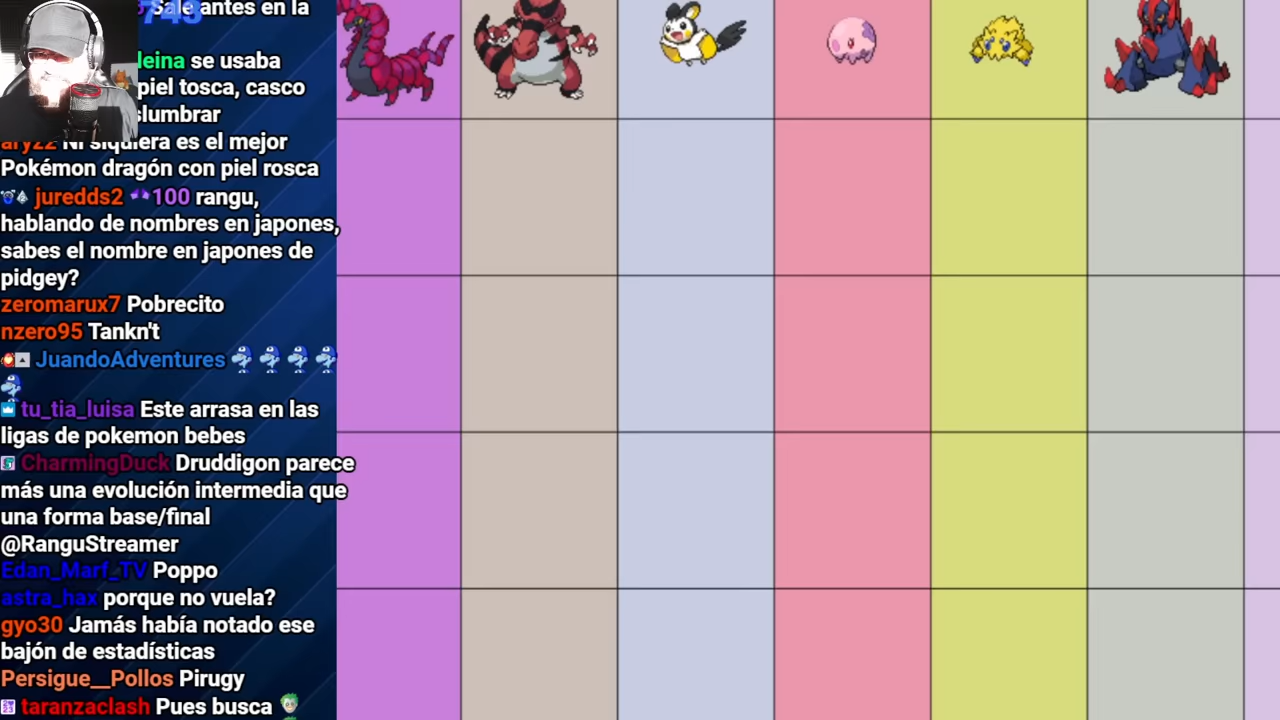 745
Sale antes en la
leina se usaba
piel tosca, casco
slumbrar
aryzz Ni siquiera es el mejor
Pokémon dragón con piel rosca
juredds2 100 rangu,
hablando de nombres en japones,
sabes el nombre en japones de
pidgey?
zeromarux7 Pobrecito
nzero95 Tankn't
JuandoAdventures
tu_tia_luisa Este arrasa en las
ligas de pokemon bebes
CharmingDuck Druddigon parece
más una evolución intermedia que
una forma base/final
@RanguStreamer
Edan_Marf_TV Poppo
astra_hax porque no vuela?
gyo30 Jamás había notado ese
bajón de estadísticas
Persigue__Pollos Pirugy
taranzaclash Pues busca